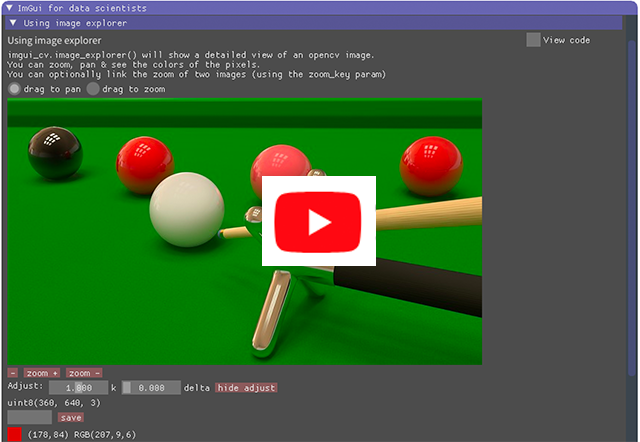 ImGui for data scientists
Using image explorer
Using image explorer
View code
imgui_cv.image_explorer() will show a detailed view of an opencv image.
You can zoom, pan & see the colors of the pixels.
You can optionally link the zoom of two images (using the zoom_key param)
drag to pan drag to zoom
- zoom + zoom -
Adjust: 1.000 k 0.000 delta hide adjust
uint8(360, 640, 3)
save
(178,84) RGB(207,9,6)